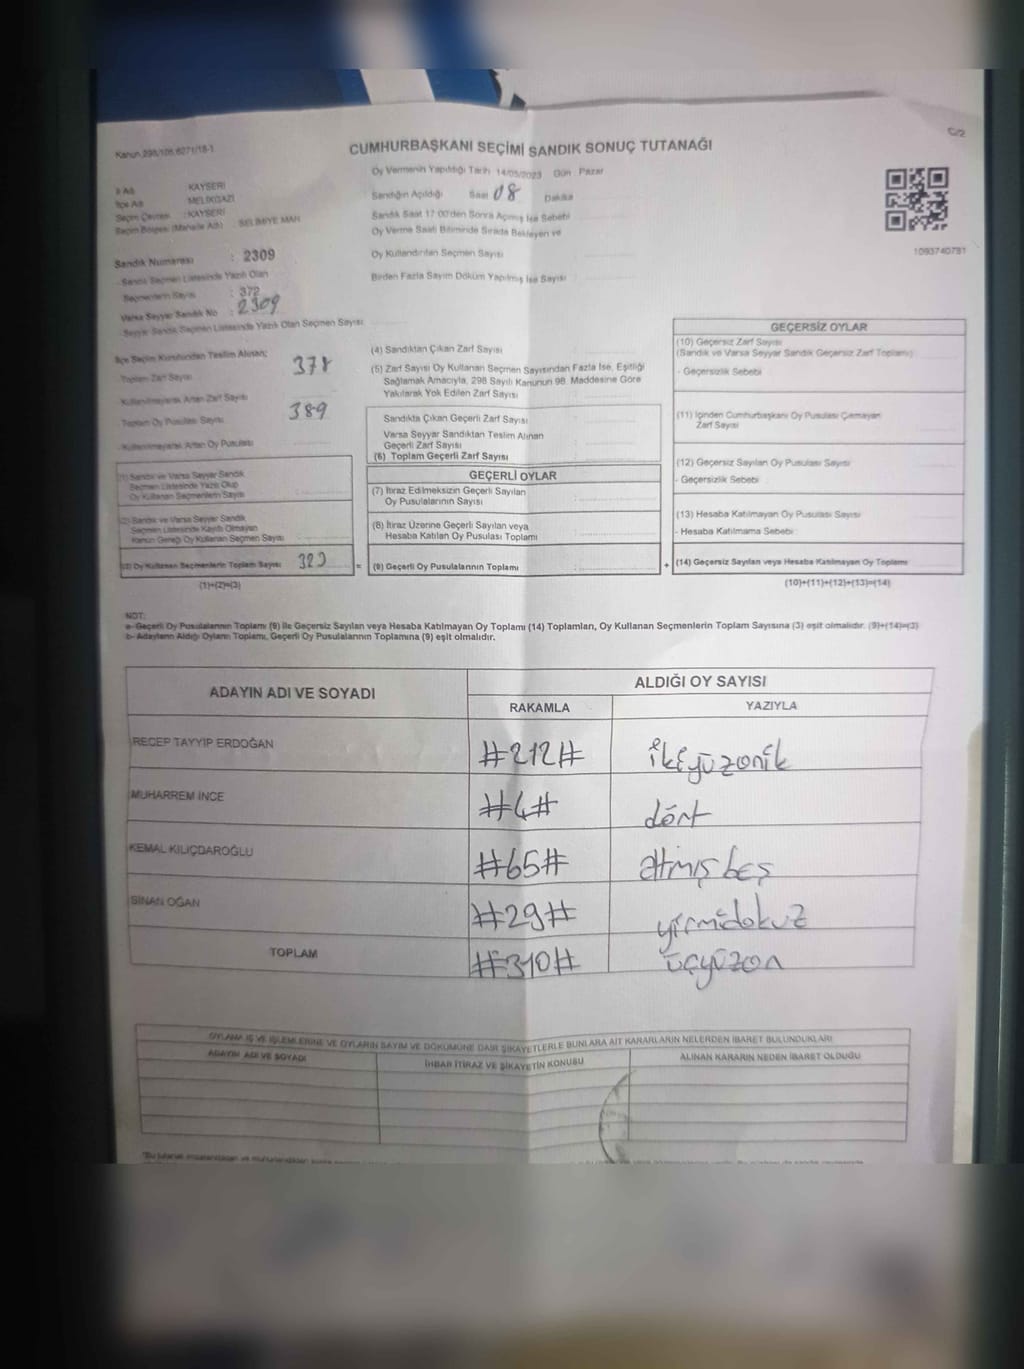 Kanun 298/105 6271/18-1
C/2
CUMHURBAŞKANI SEÇİMİ SANDIK SONUÇ TUTANAĞI
Oy Vermenin Yapıldığı Tarih 14/05/2023 Gün Pazar
İl Adı KAYSERİ
İlçe Adı MELİKGAZİ
Seçim Çevresi : KAYSERİ
Seçim Bölgesi (Mahalle Adı) SELİMİYE MAH
Sandık Numarası : 2309
Sandık Seçmen Listesinde Yazılı Olan
Seçmenlerin Sayısı : 372
Varsa Seyyar Sandık No : 2309
Seyyar Sandık Seçmen Listesinde Yazılı Olan Seçmen Sayısı
Sandığın Açıldığı Saat 08 Dakika
Sandık Saat 17:00'den Sonra Açılmış İse Sebebi
Oy Verme Saati Bitiminde Sırada Bekleyen ve
Oy Kullandırılan Seçmen Sayısı
Birden Fazla Sayım Döküm Yapılmış İse Sayısı
1093740791
İlçe Seçim Kurulundan Teslim Alınan;
Toplam Zarf Sayısı 378
Kullanılmayarak Artan Zarf Sayısı
Toplam Oy Pusulası Sayısı 389
Kullanılmayarak Artan Oy Pusulası
(1) Sandık ve Varsa Seyyar Sandık
Seçmen Listesinde Yazılı Olup
Oy Kullanan Seçmenlerin Sayısı
(2) Sandık ve Varsa Seyyar Sandık
Seçmen Listesinde Kayıtlı Olmayan
Kanun Gereği Oy Kullanan Seçmen Sayısı
(3) Oy Kullanan Seçmenlerin Toplam Sayısı
(1)+(2)=(3)
(4) Sandıktan Çıkan Zarf Sayısı
(5) Zarf Sayısı Oy Kullanan Seçmen Sayısından Fazla İse, Eşitliği
Sağlamak Amacıyla, 298 Sayılı Kanunun 98. Maddesine Göre
Yakılarak Yok Edilen Zarf Sayısı
Sandıkta Çıkan Geçerli Zarf Sayısı
Varsa Seyyar Sandıktan Teslim Alınan
Geçerli Zarf Sayısı
(6) Toplam Geçerli Zarf Sayısı
GEÇERLİ OYLAR
(7) İtiraz Edilmeksizin Geçerli Sayılan
Oy Pusulalarının Sayısı
(8) İtiraz Üzerine Geçerli Sayılan veya
Hesaba Katılan Oy Pusulası Toplamı
= (9) Geçerli Oy Pusulalarının Toplamı
GEÇERSİZ OYLAR
(10) Geçersiz Zarf Sayısı
(Sandık ve Varsa Seyyar Sandık Geçersiz Zarf Toplamı)
- Geçersizlik Sebebi
(11) İçinden Cumhurbaşkanı Oy Pusulası Çıkmayan
Zarf Sayısı
(12) Geçersiz Sayılan Oy Pusulası Sayısı
- Geçersizlik Sebebi
(13) Hesaba Katılmayan Oy Pusulası Sayısı
- Hesaba Katılmama Sebebi
+ (14) Geçersiz Sayılan veya Hesaba Katılmayan Oy Toplamı
(10)+(11)+(12)+(13)=(14)
NOT:
a- Geçerli Oy Pusulalarının Toplamı (9) ile Geçersiz Sayılan veya Hesaba Katılmayan Oy Toplamı (14) Toplamları, Oy Kullanan Seçmenlerin Toplam Sayısına (3) eşit olmalıdır. (9)+(14)=(3)
b- Adayların Aldığı Oyların Toplamı, Geçerli Oy Pusulalarının Toplamına (9) eşit olmalıdır.
ADAYIN ADI VE SOYADI
ALDIĞI OY SAYISI
RAKAMLA YAZIYLA
RECEP TAYYİP ERDOĞAN #212# ikiyüzonik
MUHARREM İNCE #4# dört
KEMAL KILIÇDAROĞLU #65# atmışbeş
SİNAN OĞAN #29# yirmidokuz
TOPLAM #310# üçyüzon
OYLAMA İŞ VE İŞLEMLERİNE VE OYLARIN SAYIM VE DÖKÜMÜNE DAİR ŞİKAYETLERLE BUNLARA AİT KARARLARIN NELERDEN İBARET BULUNDUKLARI
ADAYIN ADI VE SOYADI İHBAR İTİRAZ VE ŞİKAYETİN KONUSU ALINAN KARARIN NEDEN İBARET OLDUĞU